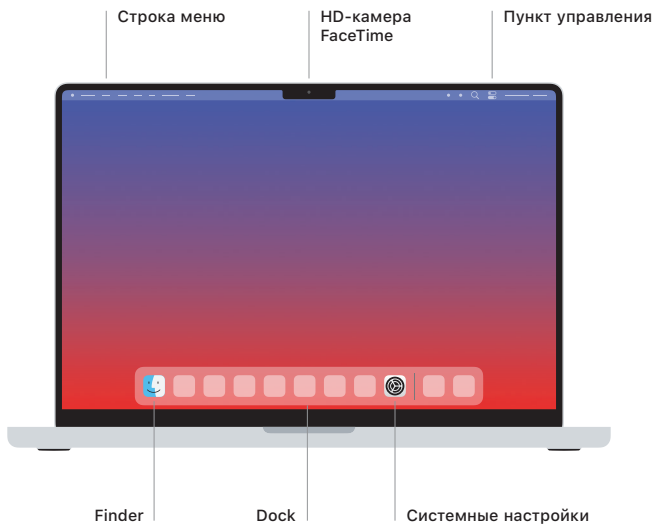 Строка меню
HD-камера
FaceTime
Пункт управления
Finder
Dock
Системные настройки